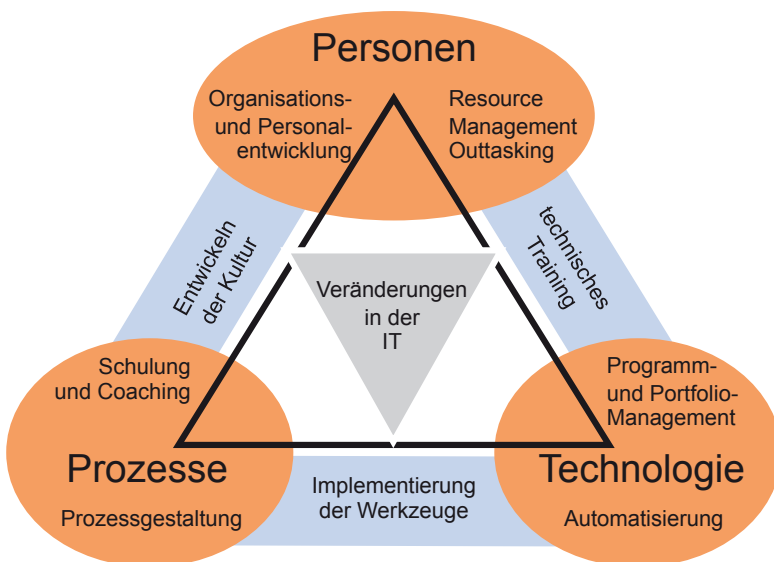 Personen
Organisations-
und Personal-
entwicklung
Resource
Management
Outtasking
Entwickeln
der Kultur
technisches
Training
Veränderungen
in der
IT
Schulung
und Coaching
Prozesse
Prozessgestaltung
Implementierung
der Werkzeuge
Programm-
und Portfolio-
Management
Technologie
Automatisierung